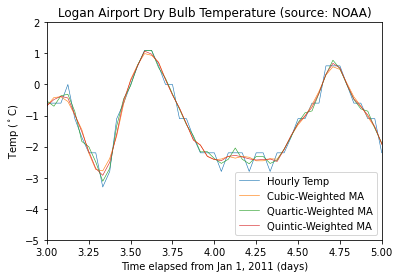 Logan Airport Dry Bulb Temperature (source: NOAA)
Temp (°C)
2
1
0
−1
−2
−3
−4
−5
Hourly Temp
Cubic-Weighted MA
Quartic-Weighted MA
Quintic-Weighted MA
3.00 3.25 3.50 3.75 4.00 4.25 4.50 4.75 5.00
Time elapsed from Jan 1, 2011 (days)